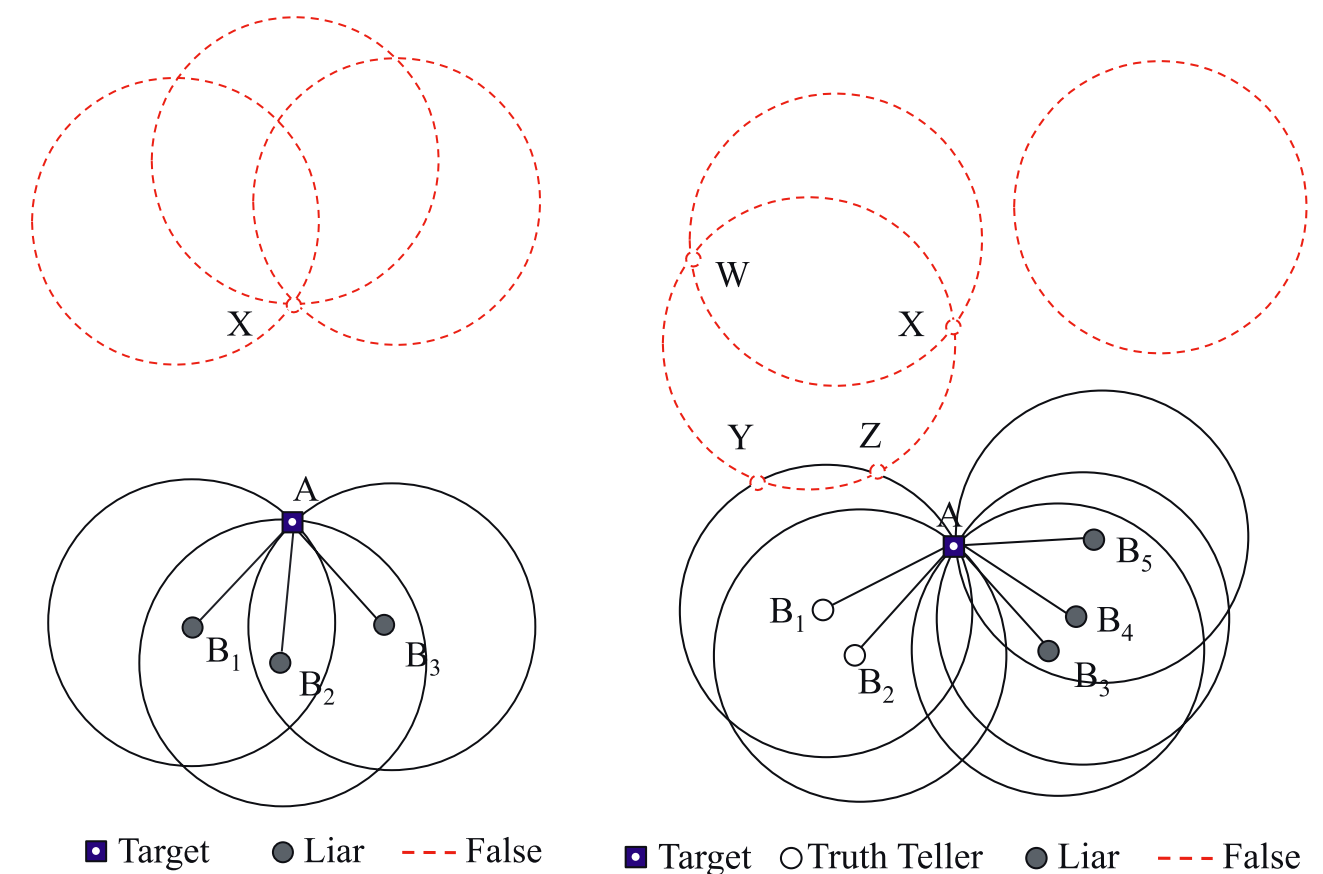 X
A
B1
B2
B3
Target Liar False
W
X
Y
Z
A
B1
B2
B5
B4
B3
Target Truth Teller Liar False